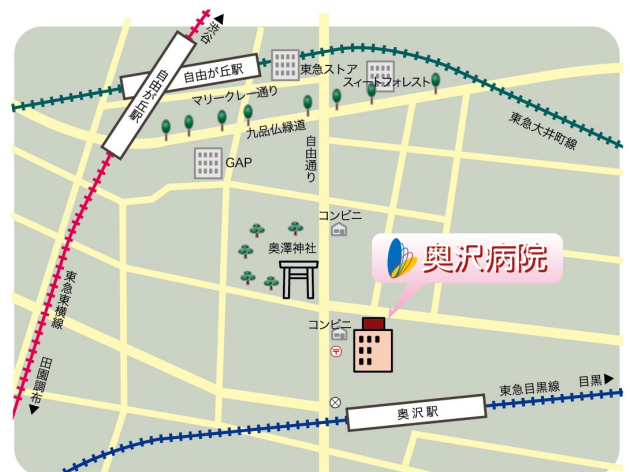 渋谷
自由が丘駅
自由が丘駅
東急ストア
スィートフォレスト
マリークレー通り
九品仏緑道
東急大井町線
自由通り
GAP
コンビニ
奥澤神社
奥沢病院
東急東横線
コンビニ
〒
田園調布
東急目黒線
目黒
奥沢駅